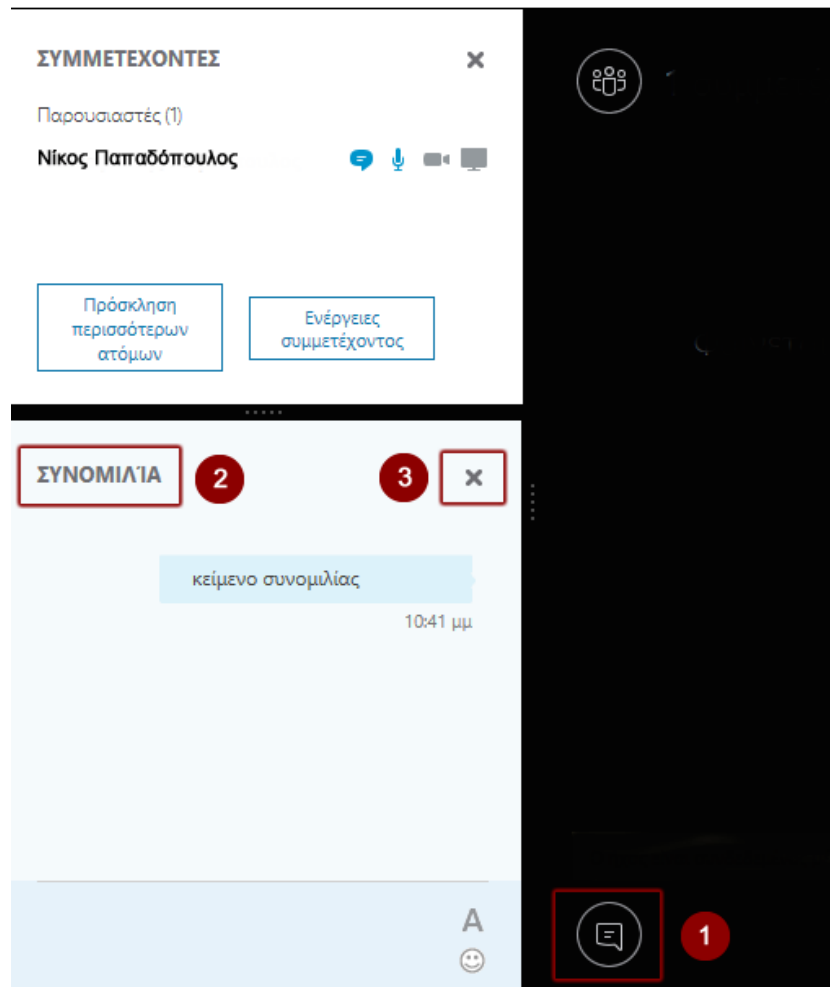 ΣΥΜΜΕΤΕΧΟΝΤΕΣ
Παρουσιαστές (1)
Νίκος Παπαδόπουλος
Πρόσκληση
περισσότερων
ατόμων
Ενέργειες
συμμετέχοντος
ΣΥΝΟΜΙΛΊΑ
2
3
κείμενο συνομιλίας
10:41 μμ
A
1